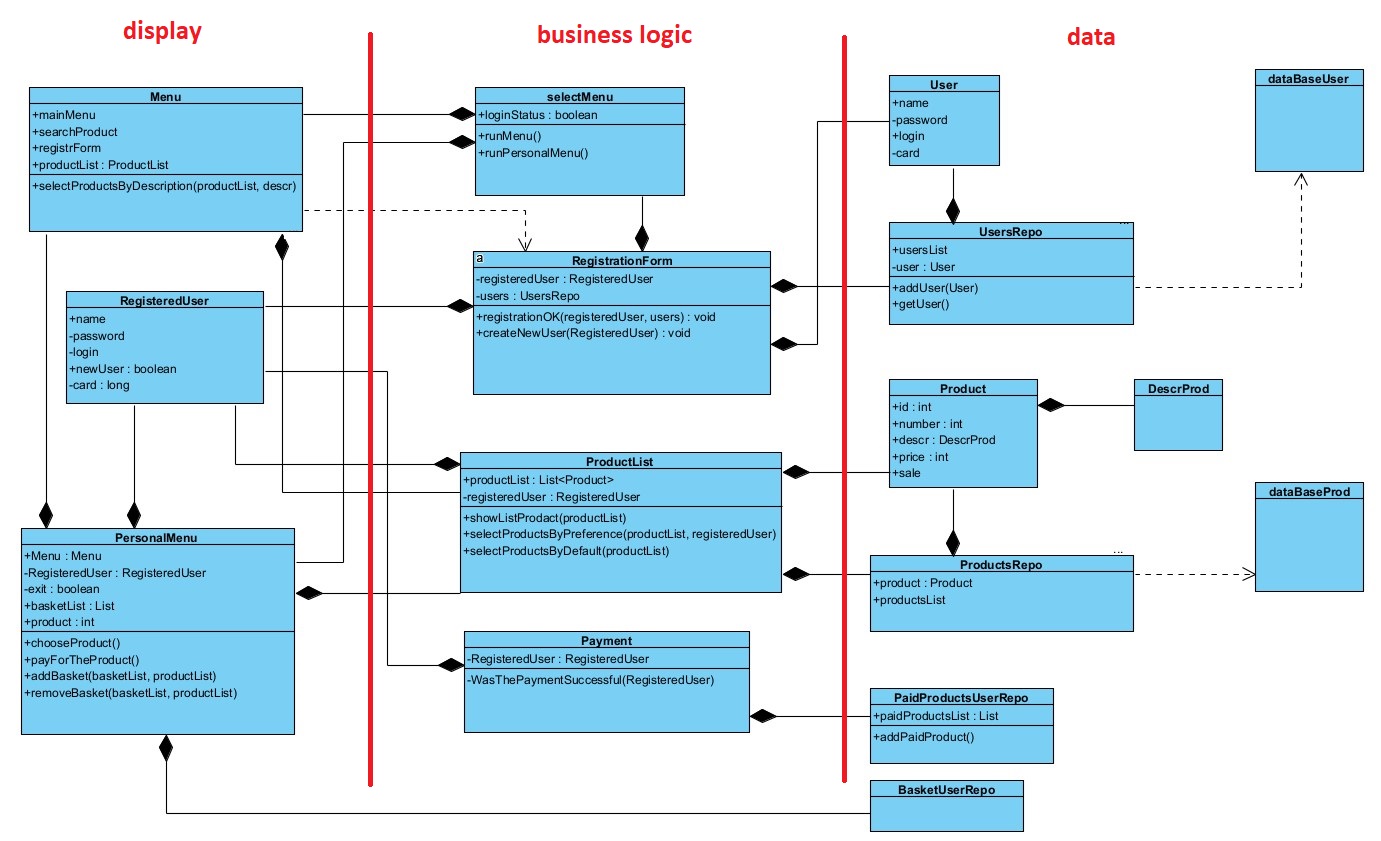 display
business logic
data
Menu
+mainMenu
+searchProduct
+registrForm
+productList : ProductList
+selectProductsByDescription(productList, descr)
RegisteredUser
+name
-password
-login
+newUser : boolean
-card : long
PersonalMenu
+Menu : Menu
-RegisteredUser : RegisteredUser
-exit : boolean
+basketList : List
+product : int
+chooseProduct()
+payForTheProduct()
+addBasket(basketList, productList)
+removeBasket(basketList, productList)
selectMenu
+loginStatus : boolean
+runMenu()
+runPersonalMenu()
a
RegistrationForm
-registeredUser : RegisteredUser
-users : UsersRepo
+registrationOK(registeredUser, users) : void
+createNewUser(RegisteredUser) : void
ProductList
+productList : List<Product>
-registeredUser : RegisteredUser
+showListProdact(productList)
+selectProductsByPreference(productList, registeredUser)
+selectProductsByDefault(productList)
Payment
-RegisteredUser : RegisteredUser
-WasThePaymentSuccessful(RegisteredUser)
User
+name
-password
+login
-card
dataBaseUser
...
UsersRepo
+usersList
-user : User
+addUser(User)
+getUser()
Product
+id : int
+number : int
+descr : DescrProd
+price : int
+sale
DescrProd
dataBaseProd
...
ProductsRepo
+product : Product
+productsList
PaidProductsUserRepo
+paidProductsList : List
+addPaidProduct()
BasketUserRepo